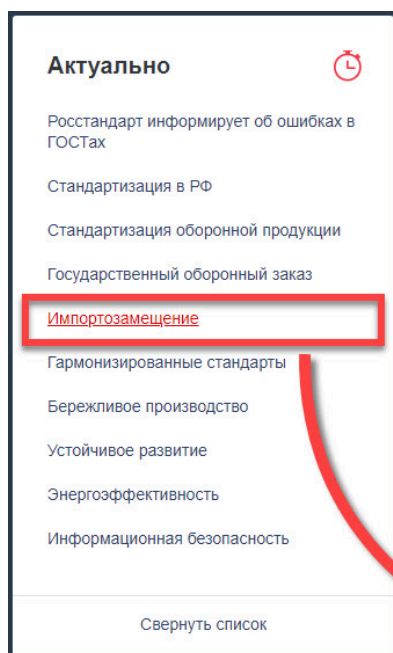 Актуально
Росстандарт информирует об ошибках в
ГОСТах
Стандартизация в РФ
Стандартизация оборонной продукции
Государственный оборонный заказ
Импортозамещение
Гармонизированные стандарты
Бережливое производство
Устойчивое развитие
Энергоэффективность
Информационная безопасность
Свернуть список